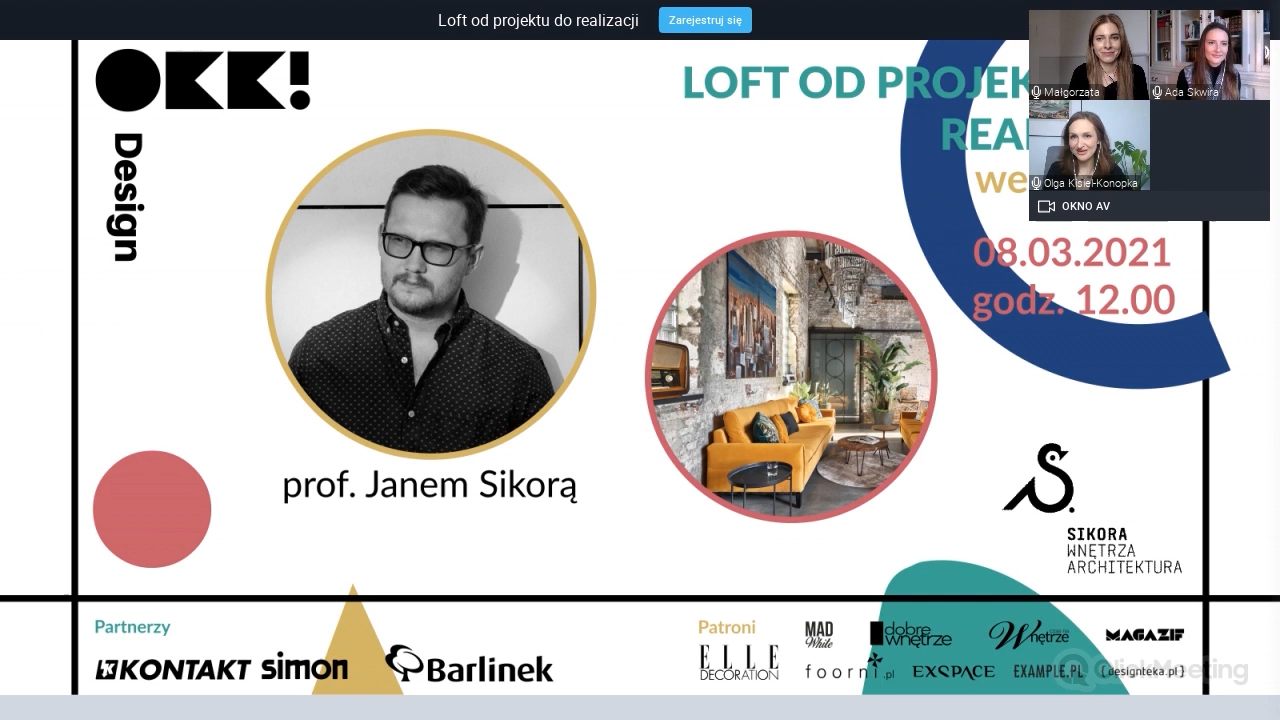 Loft od projektu do realizacji
Zarejestruj się
OKK!
Design
LOFT OD PROJEK
REA
we
08.03.2021
godz. 12.00
Małgorzata
Ada Skwira
Olga Kisiel-Konopka
OKNO AV
prof. Janem Sikorą
SIKORA
WNĘTRZA
ARCHITEKTURA
Partnerzy
KONTAKT simon
Barlinek
Patroni
MAD
White
dobre
wnętrze
Wnętrze
MAGAZIF
ELLE
DECORATION
foorni.pl
EXSPACE
EXAMPLE.PL
[designteka.pl]
ClickMeeting